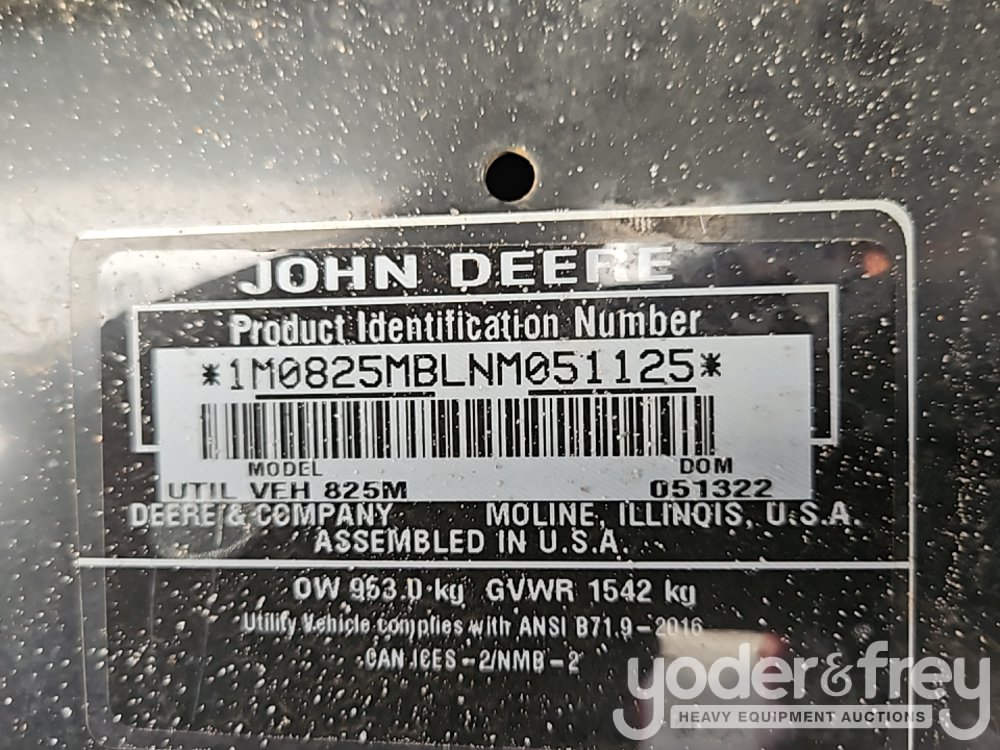 JOHN DEERE
Product Identification Number
*1M0825MBLNM051125*
MODEL DOM
UTIL VEH 825M 051322
DEERE & COMPANY MOLINE, ILLINOIS, U.S.A.
ASSEMBLED IN U.S.A.
OW 953.0 kg GVWR 1542 kg
Utility Vehicle complies with ANSI B71.9-2016
CAN ICES-2/NMB-2
yoder&frey
HEAVY EQUIPMENT AUCTIONS